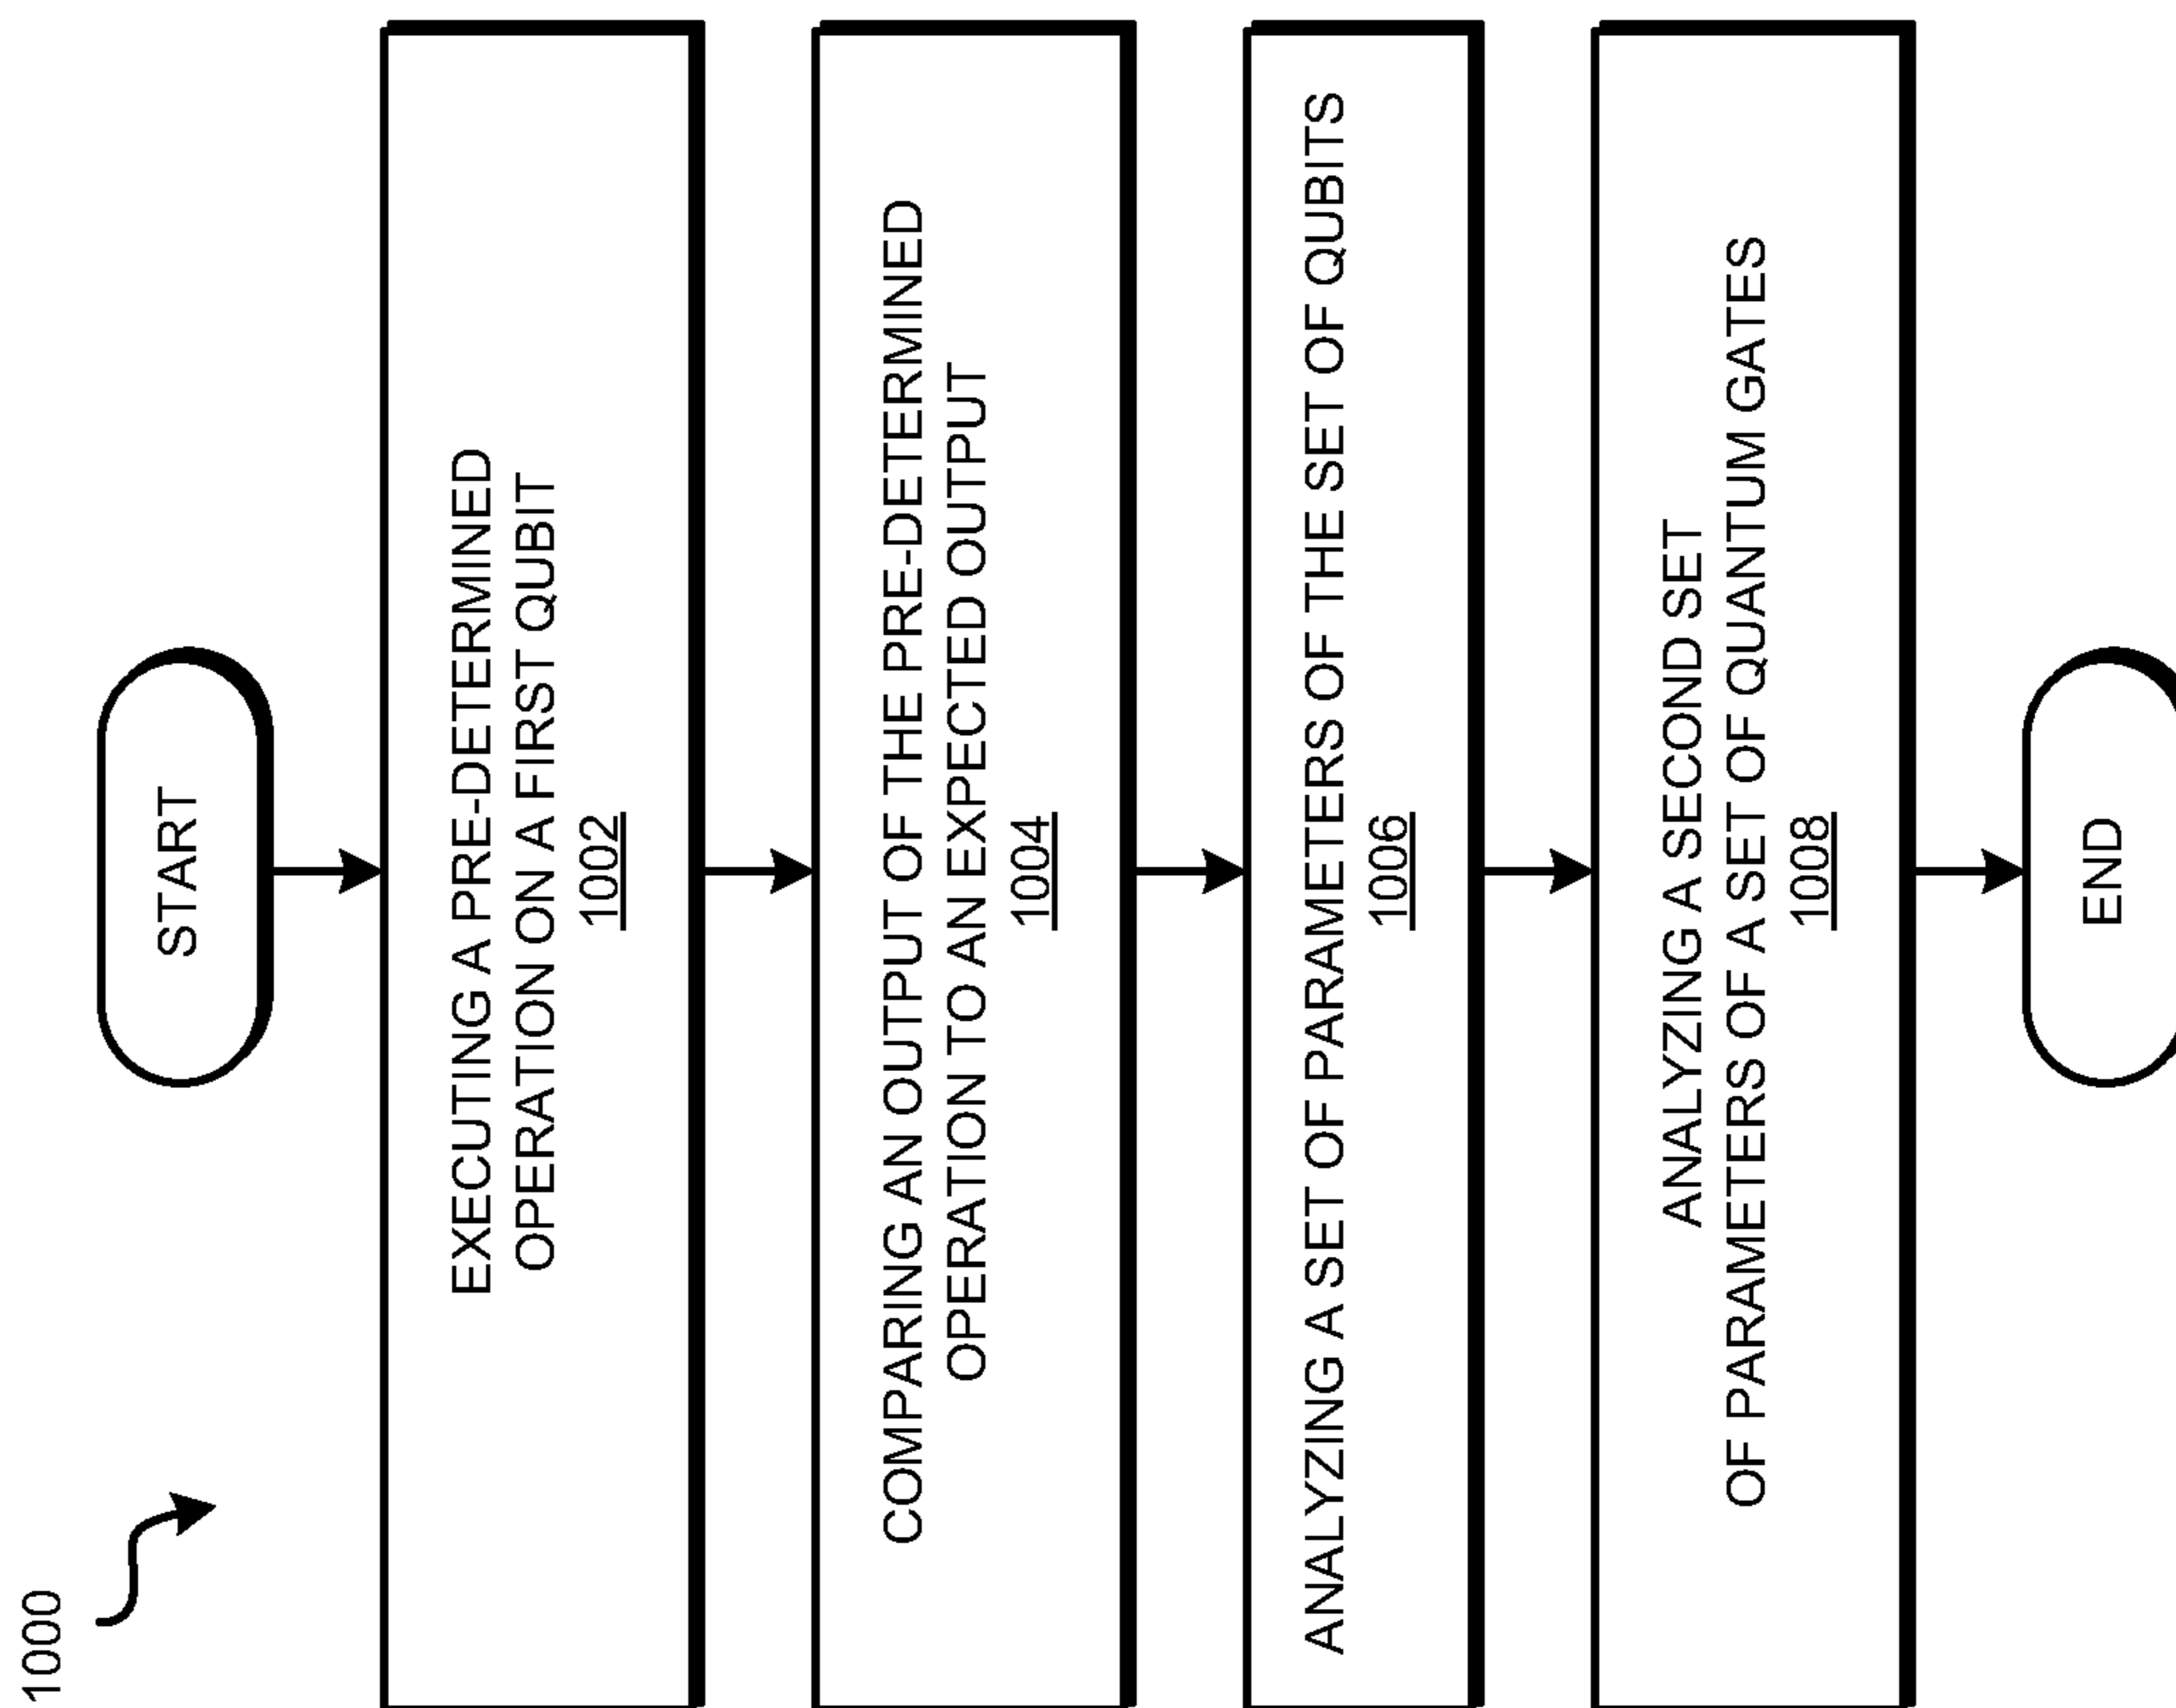 1000
START
EXECUTING A PRE-DETERMINED
OPERATION ON A FIRST QUBIT
1002
COMPARING AN OUTPUT OF THE PRE-DETERMINED
OPERATION TO AN EXPECTED OUTPUT
1004
ANALYZING A SET OF PARAMETERS OF THE SET OF QUBITS
1006
ANALYZING A SECOND SET
OF PARAMETERS OF A SET OF QUANTUM GATES
1008
END